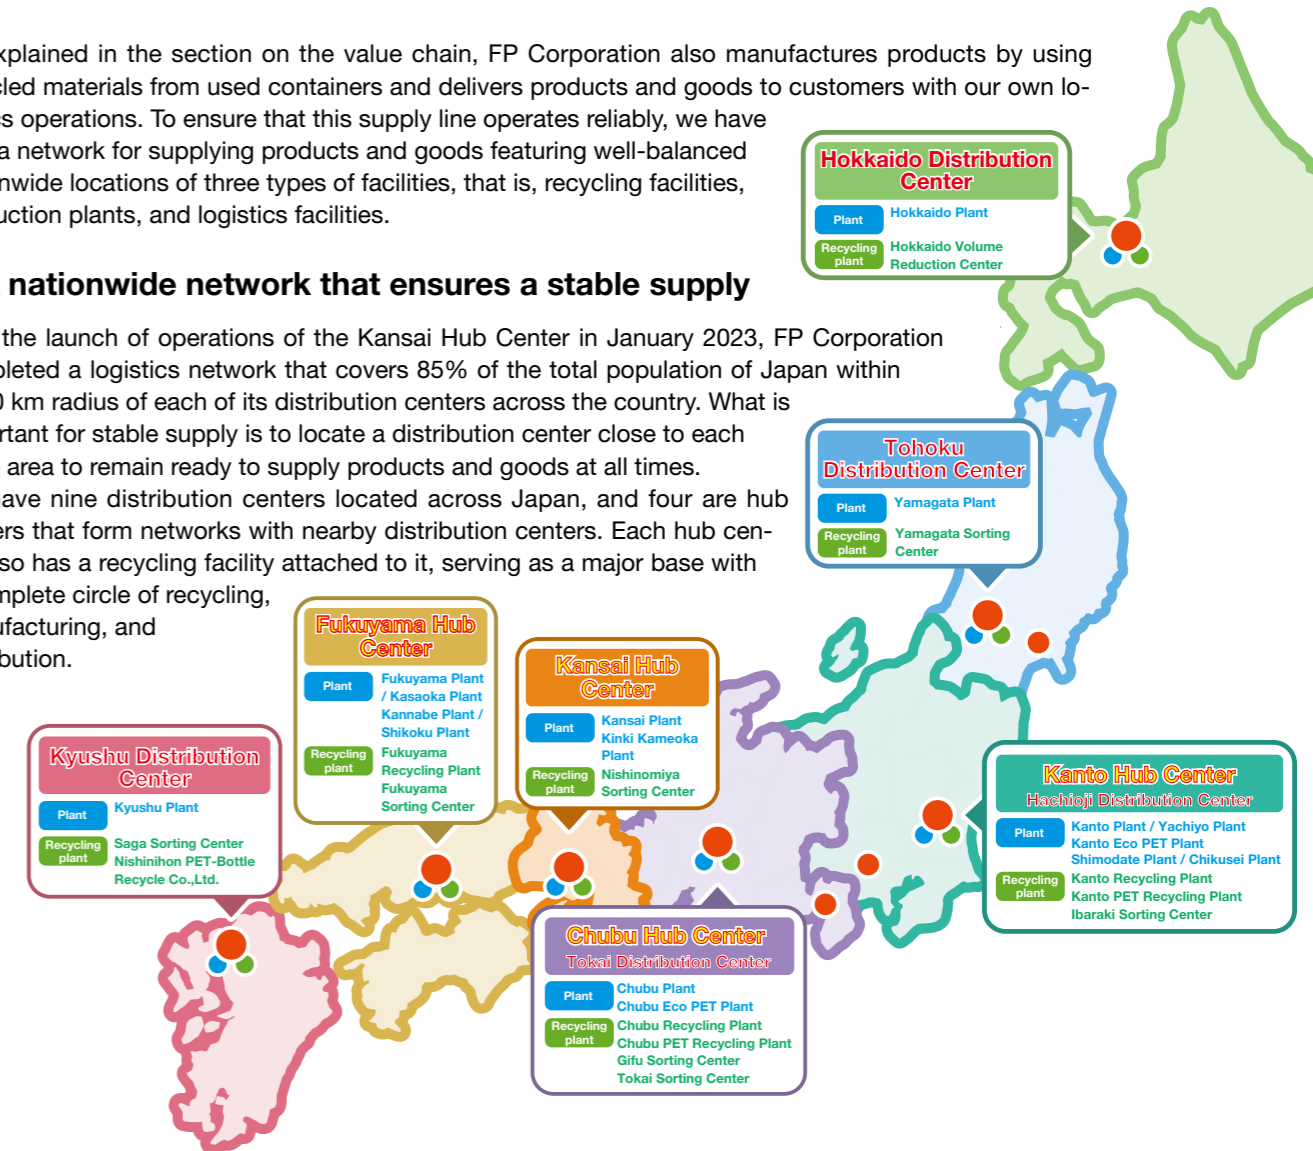 xplained in the section on the value chain, FP Corporation also manufactures products by using
cled materials from used containers and delivers products and goods to customers with our own lo-
s operations. To ensure that this supply line operates reliably, we have
a network for supplying products and goods featuring well-balanced
nwide locations of three types of facilities, that is, recycling facilities,
uction plants, and logistics facilities.
nationwide network that ensures a stable supply
the launch of operations of the Kansai Hub Center in January 2023, FP Corporation
pleted a logistics network that covers 85% of the total population of Japan within
0 km radius of each of its distribution centers across the country. What is
rtant for stable supply is to locate a distribution center close to each
area to remain ready to supply products and goods at all times.
have nine distribution centers located across Japan, and four are hub
ers that form networks with nearby distribution centers. Each hub cen-
so has a recycling facility attached to it, serving as a major base with
mplete circle of recycling,
ufacturing, and
bution.
Hokkaido Distribution
Center
Plant
Hokkaido Plant
Recycling
plant
Hokkaido Volume
Reduction Center
Tohoku
Distribution Center
Plant
Yamagata Plant
Recycling
plant
Yamagata Sorting
Center
Fukuyama Hub
Center
Plant
Fukuyama Plant
/ Kasaoka Plant
Kannabe Plant /
Shikoku Plant
Recycling
plant
Fukuyama
Recycling Plant
Fukuyama
Sorting Center
Kansai Hub
Center
Plant
Kansai Plant
Kinki Kameoka
Plant
Recycling
plant
Nishinomiya
Sorting Center
Kyushu Distribution
Center
Plant
Kyushu Plant
Recycling
plant
Saga Sorting Center
Nishinihon PET-Bottle
Recycle Co.,Ltd.
Kanto Hub Center
Hachioji Distribution Center
Plant
Kanto Plant / Yachiyo Plant
Kanto Eco PET Plant
Shimodate Plant / Chikusei Plant
Recycling
plant
Kanto Recycling Plant
Kanto PET Recycling Plant
Ibaraki Sorting Center
Chubu Hub Center
Tokai Distribution Center
Plant
Chubu Plant
Chubu Eco PET Plant
Recycling
plant
Chubu Recycling Plant
Chubu PET Recycling Plant
Gifu Sorting Center
Tokai Sorting Center